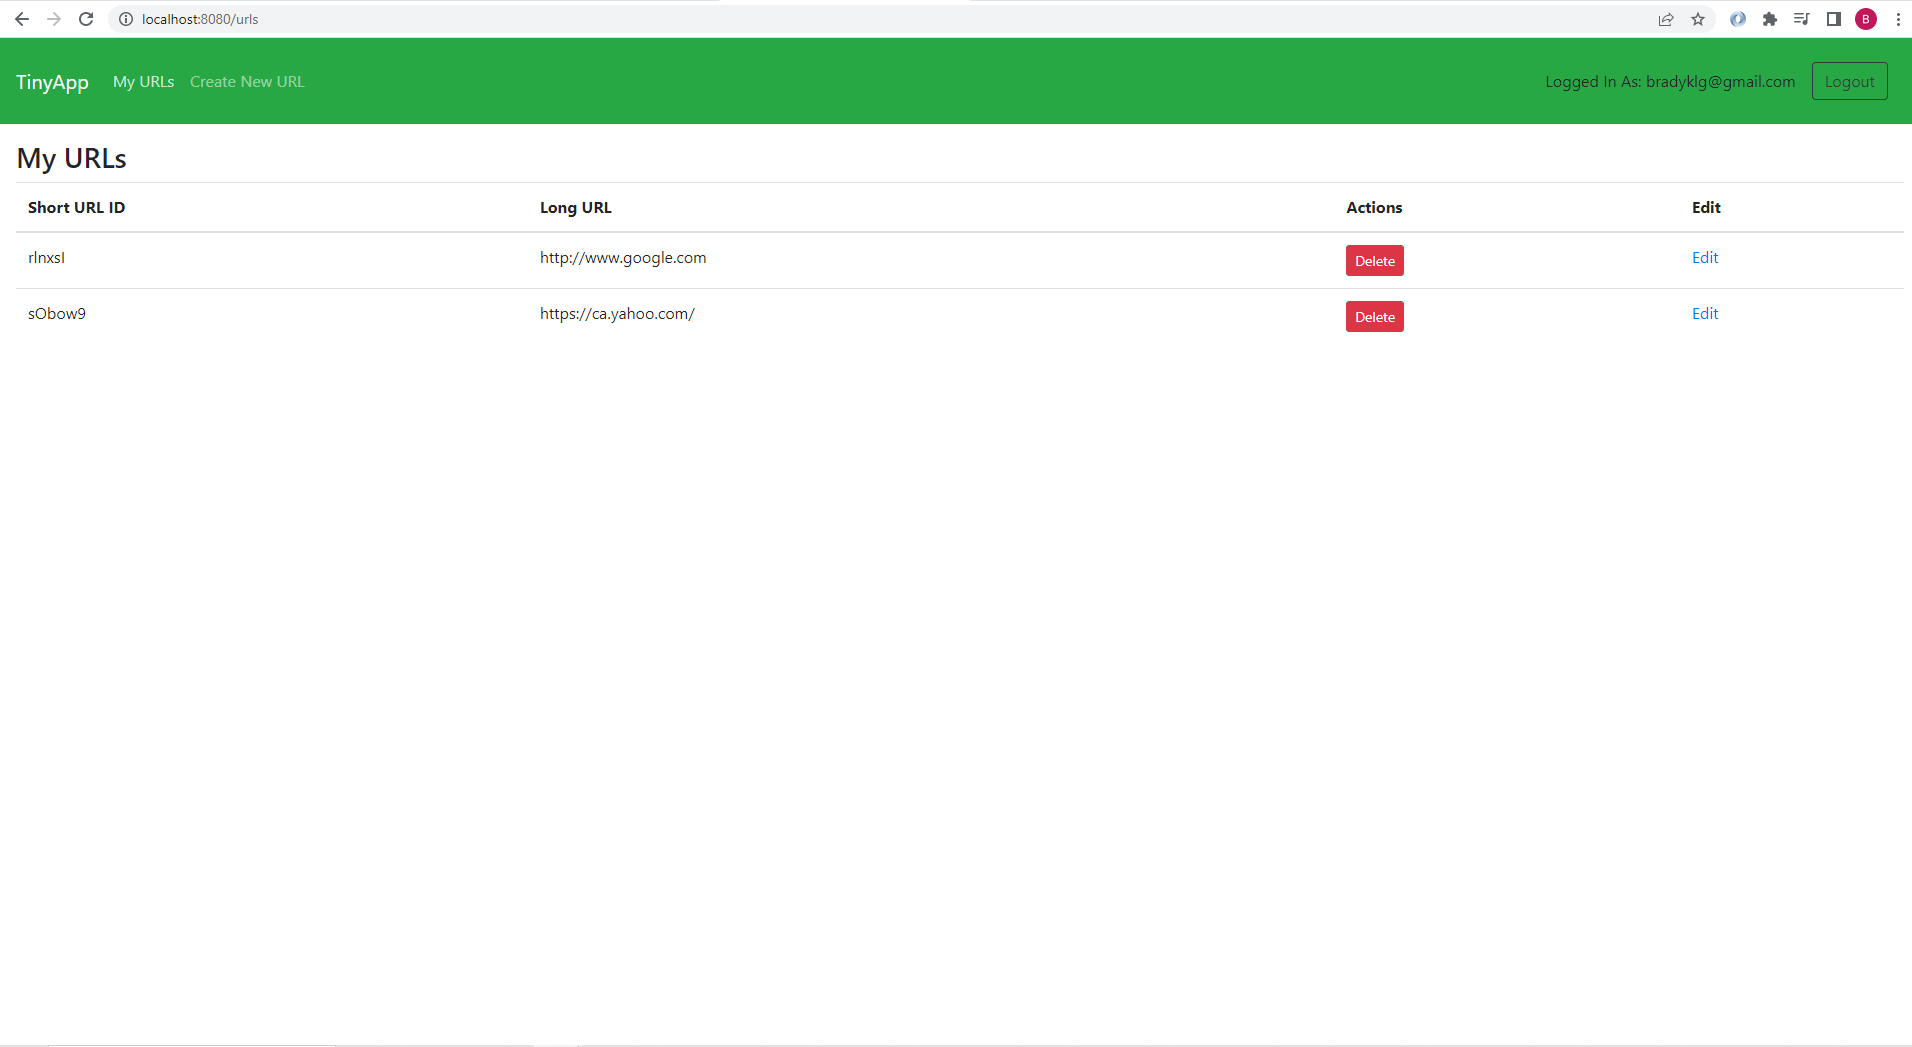 localhost:8080/urls
B
TinyApp My URLs Create New URL Logged In As: bradyklg@gmail.com Logout
My URLs
Short URL ID Long URL Actions Edit
rlnxsI http://www.google.com Delete Edit
sObow9 https://ca.yahoo.com/ Delete Edit